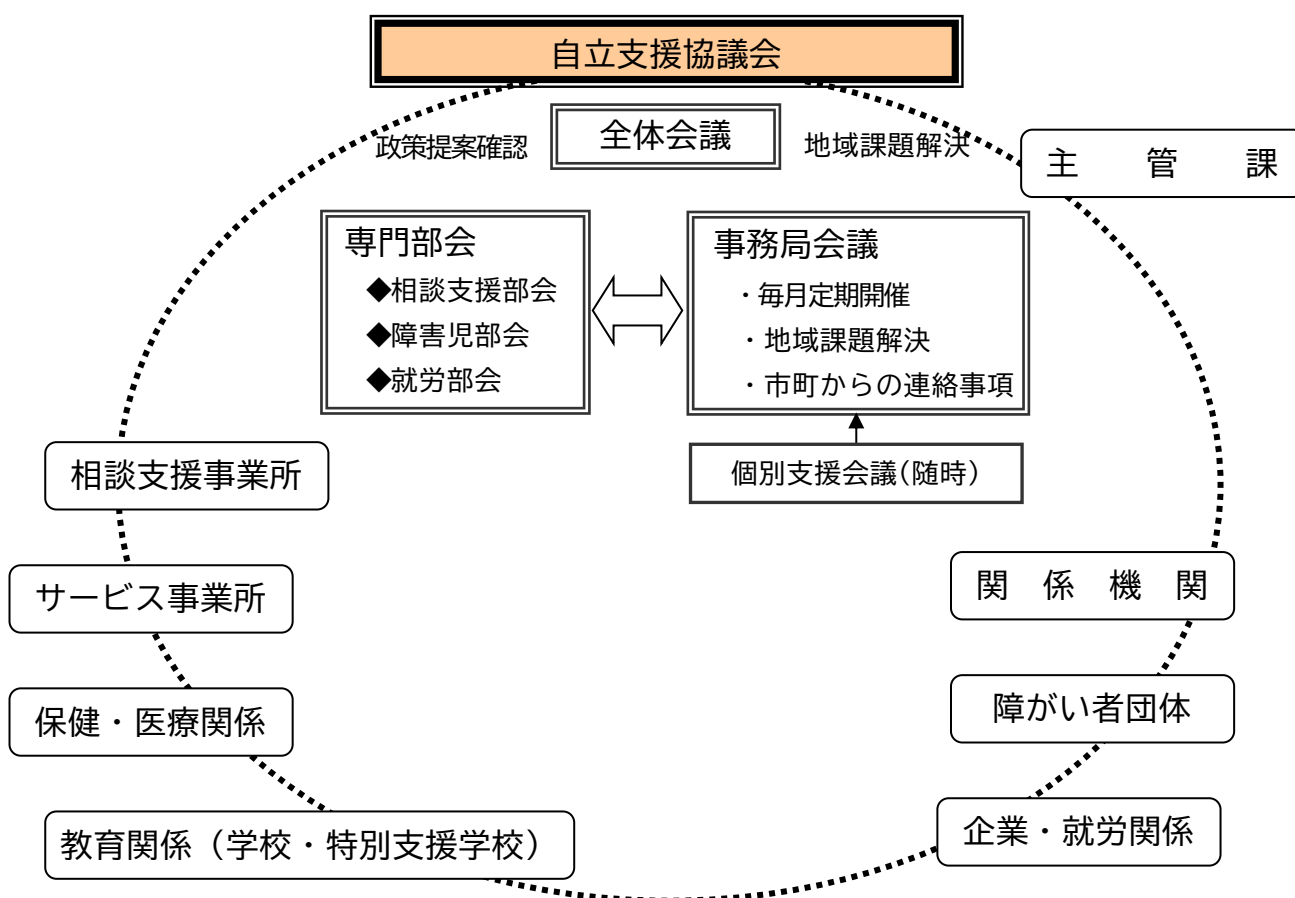 自立支援協議会
政策提案確認
全体会議
地域課題解決
主管課
専門部会
◆相談支援部会
◆障害児部会
◆就労部会
事務局会議
・毎月定期開催
・地域課題解決
・市町からの連絡事項
個別支援会議(随時)
相談支援事業所
サービス事業所
関係機関
保健・医療関係
障がい者団体
教育関係（学校・特別支援学校）
企業・就労関係